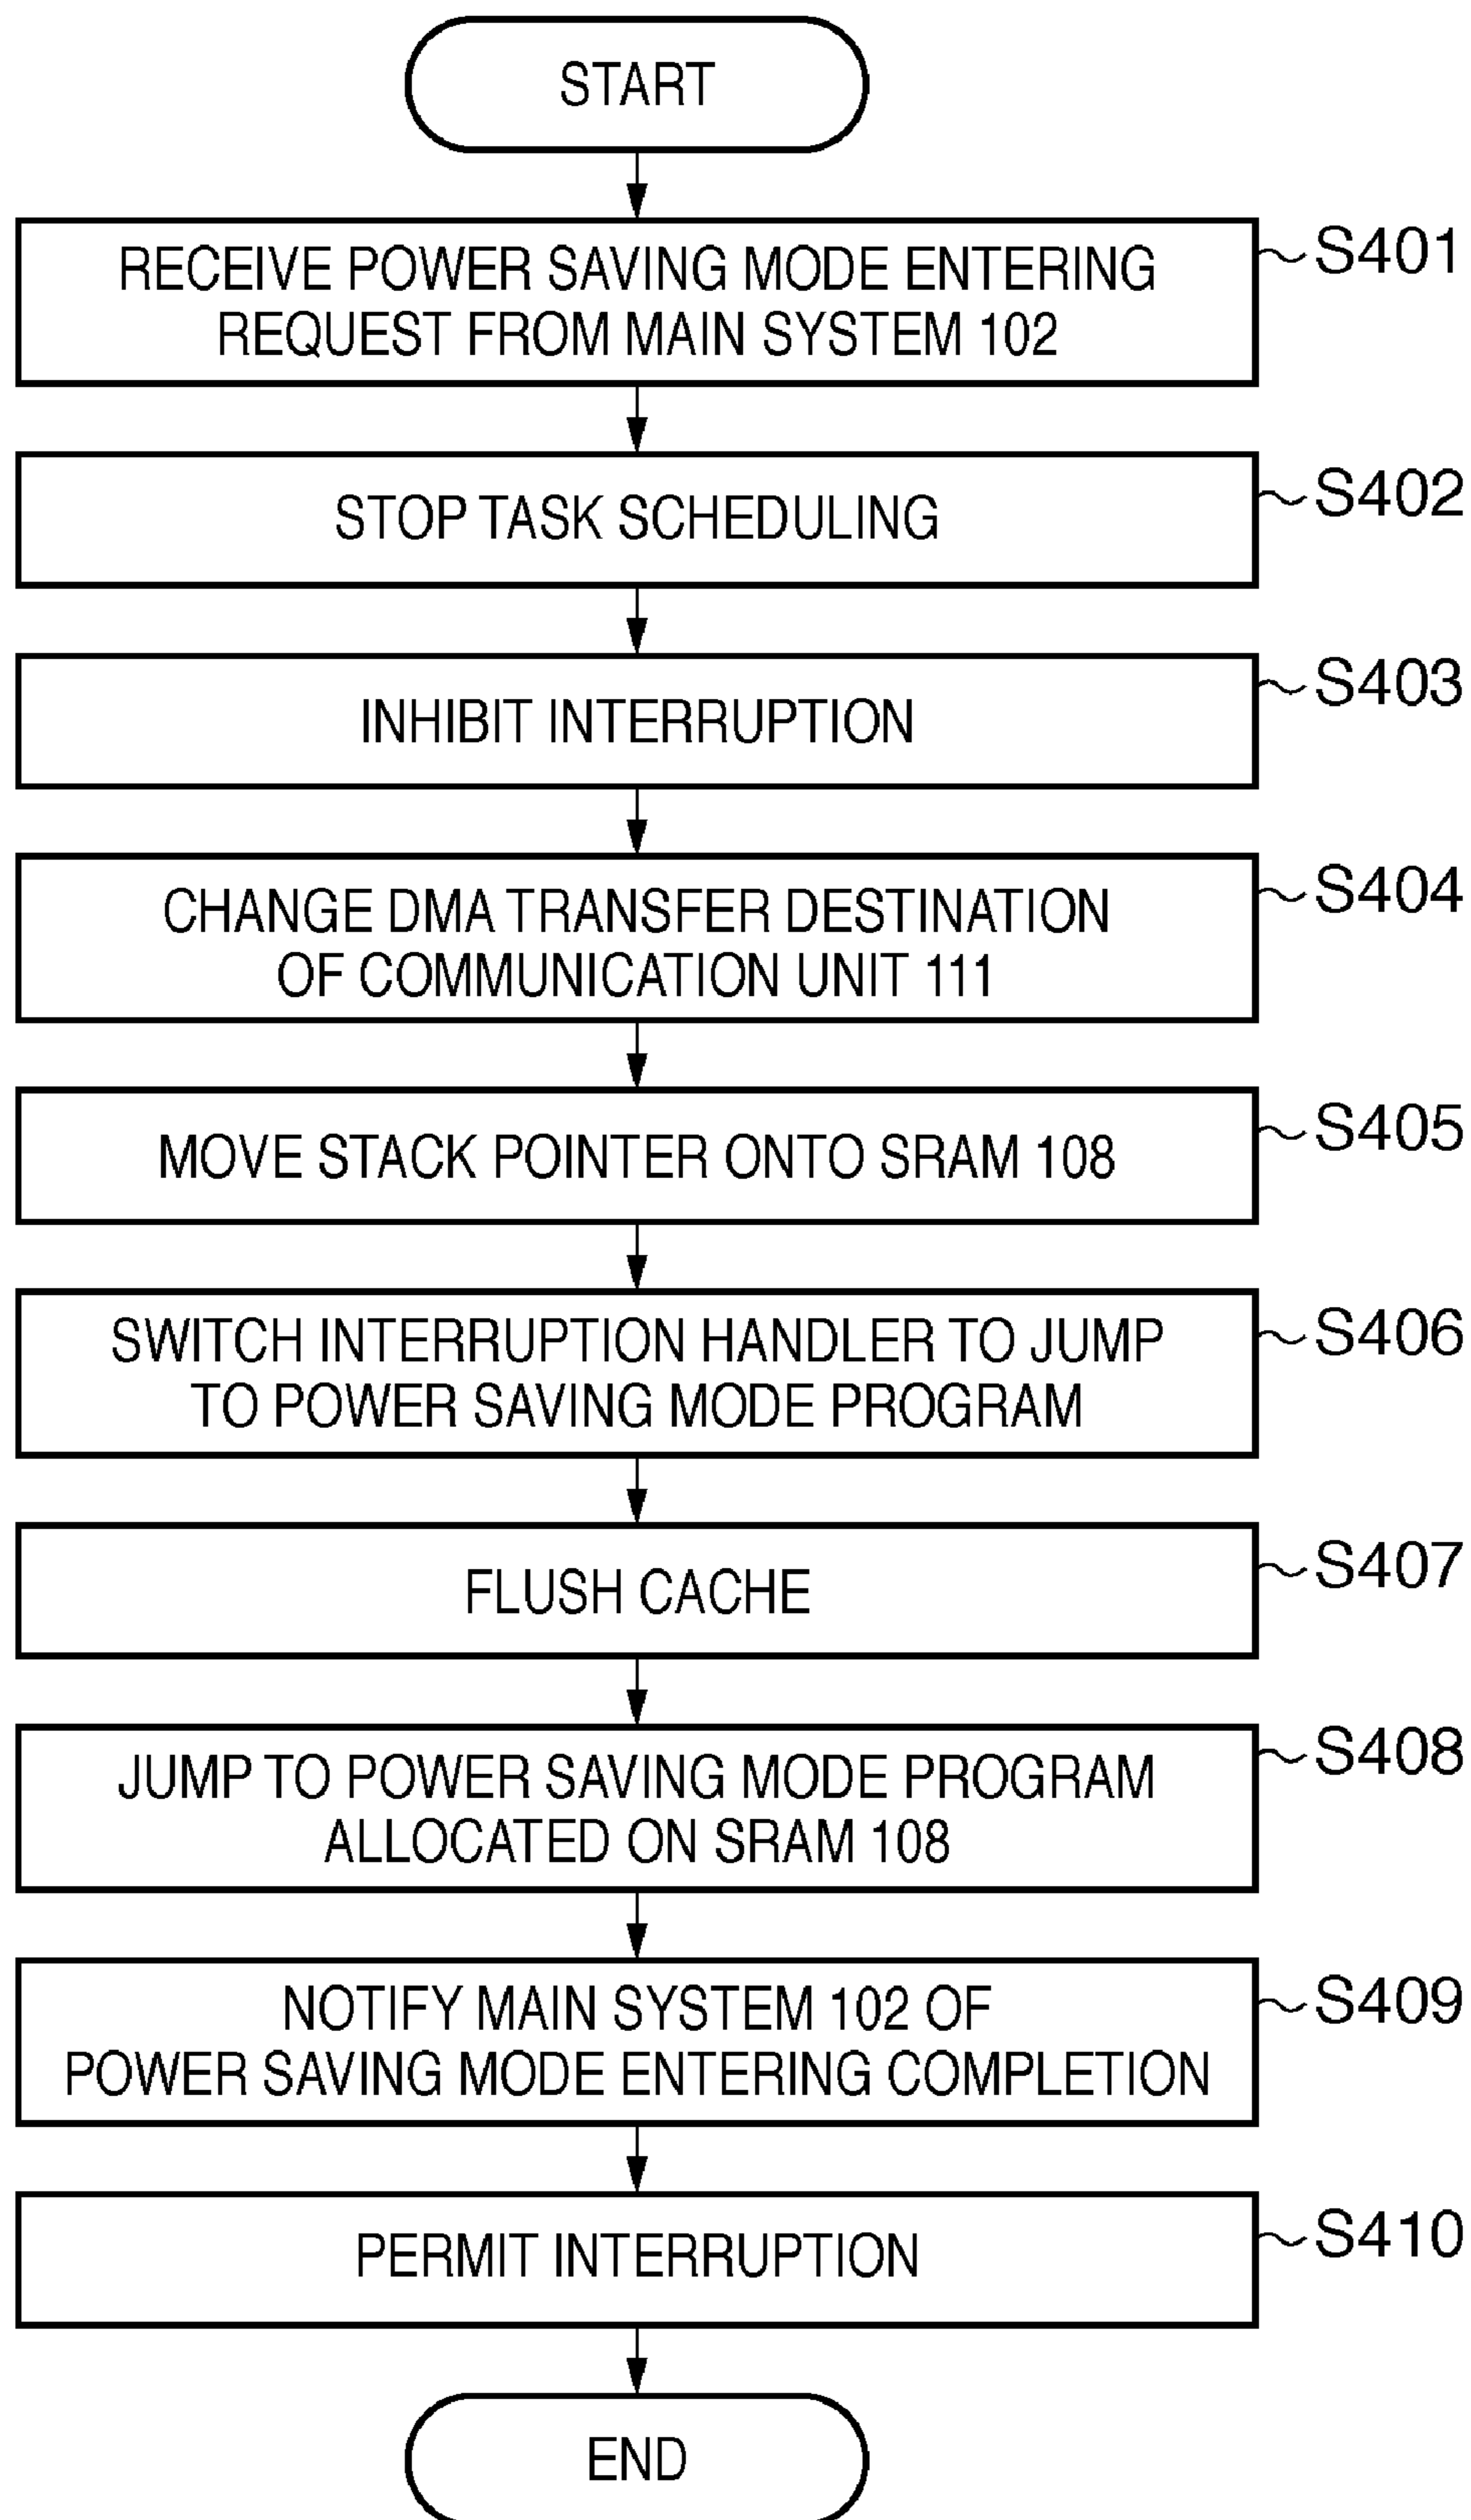 START
RECEIVE POWER SAVING MODE ENTERING
REQUEST FROM MAIN SYSTEM 102
S401
STOP TASK SCHEDULING
S402
INHIBIT INTERRUPTION
S403
CHANGE DMA TRANSFER DESTINATION
OF COMMUNICATION UNIT 111
S404
MOVE STACK POINTER ONTO SRAM 108
S405
SWITCH INTERRUPTION HANDLER TO JUMP
TO POWER SAVING MODE PROGRAM
S406
FLUSH CACHE
S407
JUMP TO POWER SAVING MODE PROGRAM
ALLOCATED ON SRAM 108
S408
NOTIFY MAIN SYSTEM 102 OF
POWER SAVING MODE ENTERING COMPLETION
S409
PERMIT INTERRUPTION
S410
END